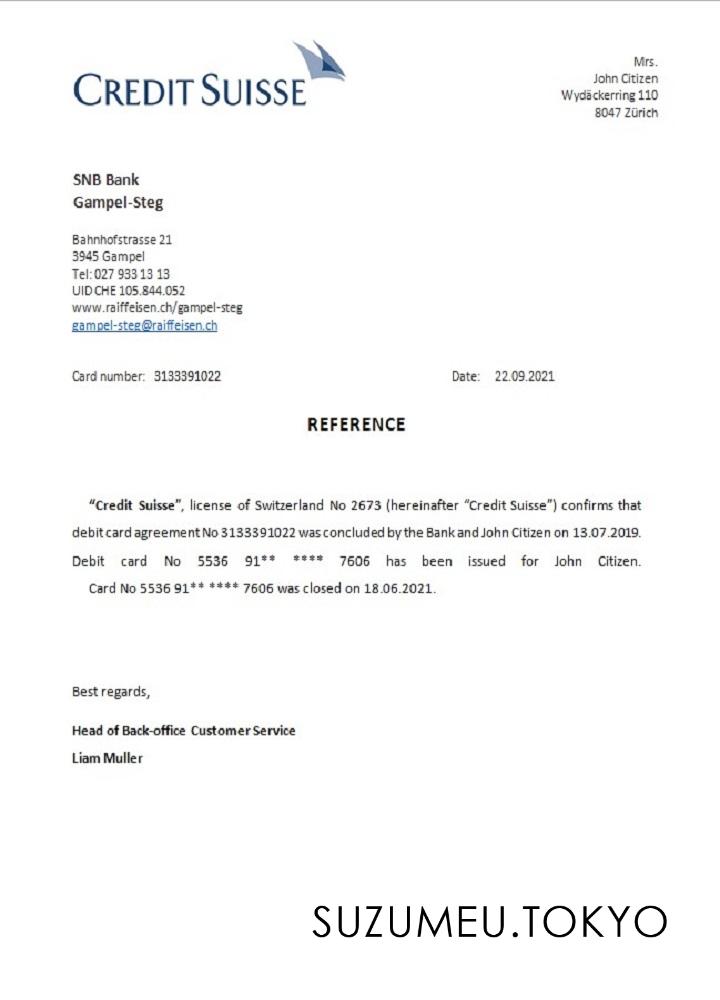 CREDIT SUISSE
Mrs.
John Citizen
Wydäckerring 110
8047 Zürich
SNB Bank
Gampel-Steg
Bahnhofstrasse 21
3945 Gampel
Tel: 027 933 13 13
UID CHE 105.844.052
www.raiffeisen.ch/gampel-steg
gampel-steg@raiffeisen.ch
Card number: 3133391022 Date: 22.09.2021
REFERENCE
“Credit Suisse”, license of Switzerland No 2673 (hereinafter “Credit Suisse”) confirms that
debit card agreement No 3133391022 was concluded by the Bank and John Citizen on 13.07.2019.
Debit card No 5536 91** **** 7606 has been issued for John Citizen.
Card No 5536 91** **** 7606 was closed on 18.06.2021.
Best regards,
Head of Back-office Customer Service
Liam Muller
SUZUMEU.TOKYO